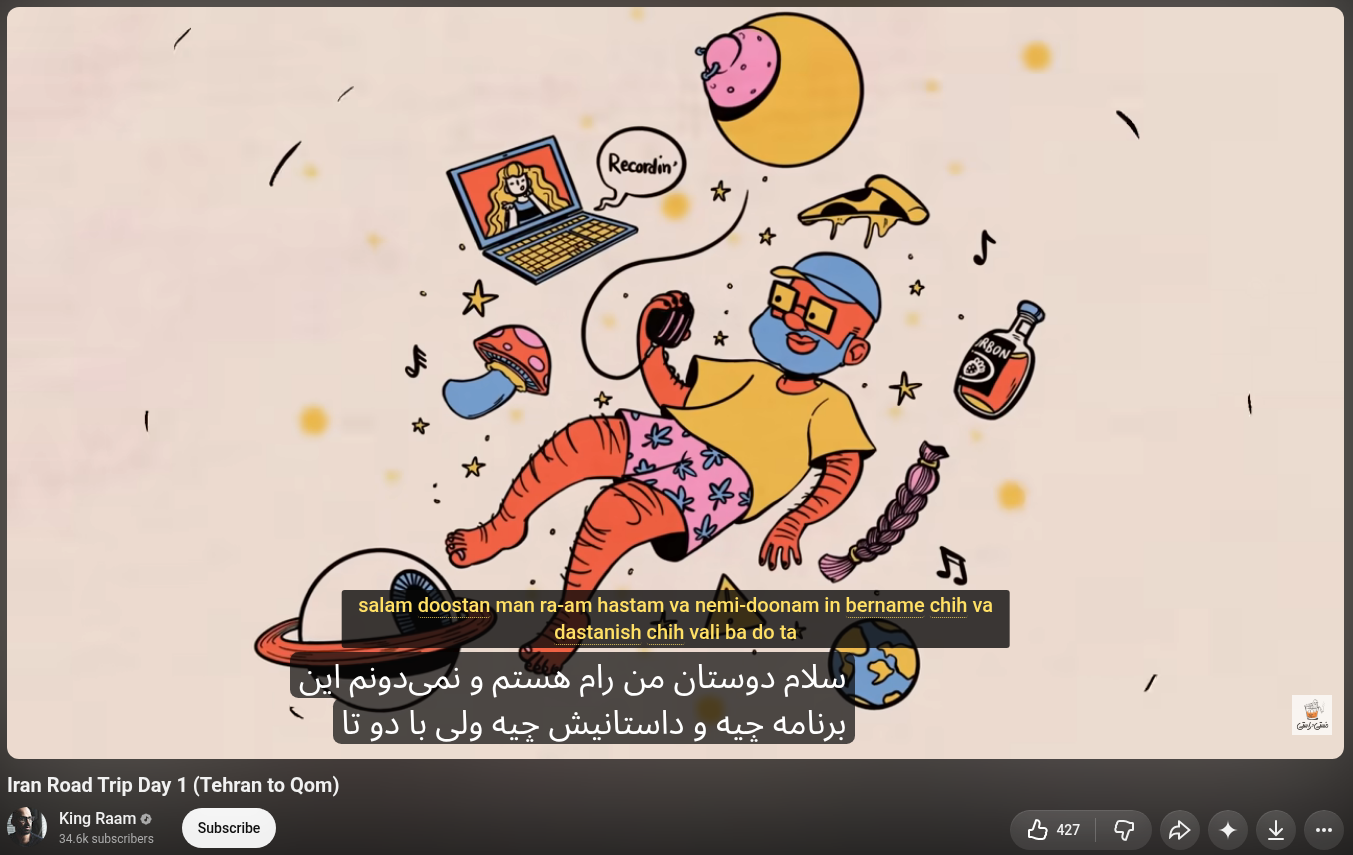 Recordin'
RBON
salam doostan man ra-am hastam va nemi-doonam in bername chih va
dastanish chih vali ba do ta
سلام دوستان من رام هستم و نمی‌دونم این
برنامه چیه و داستانیش چیه ولی با دو تا
Iran Road Trip Day 1 (Tehran to Qom)
King Raam
34.6k subscribers
Subscribe
427